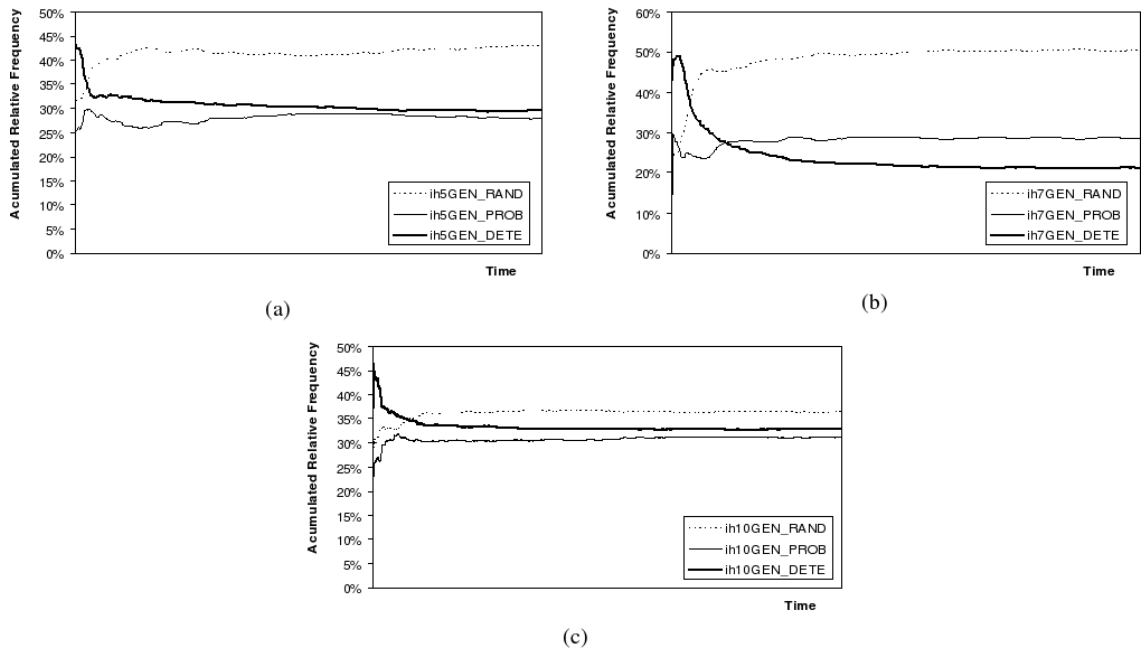 Acumulated Relative Frequency
50%
45%
40%
35%
30%
25%
20%
15%
10%
5%
0%
ih5GEN_RAND
ih5GEN_PROB
ih5GEN_DETE
Time
(a)
Acumulated Relative Frequency
60%
50%
40%
30%
20%
10%
0%
ih7GEN_RAND
ih7GEN_PROB
ih7GEN_DETE
Time
(b)
Acumulated Relative Frequency
50%
45%
40%
35%
30%
25%
20%
15%
10%
5%
0%
ih10GEN_RAND
ih10GEN_PROB
ih10GEN_DETE
Time
(c)